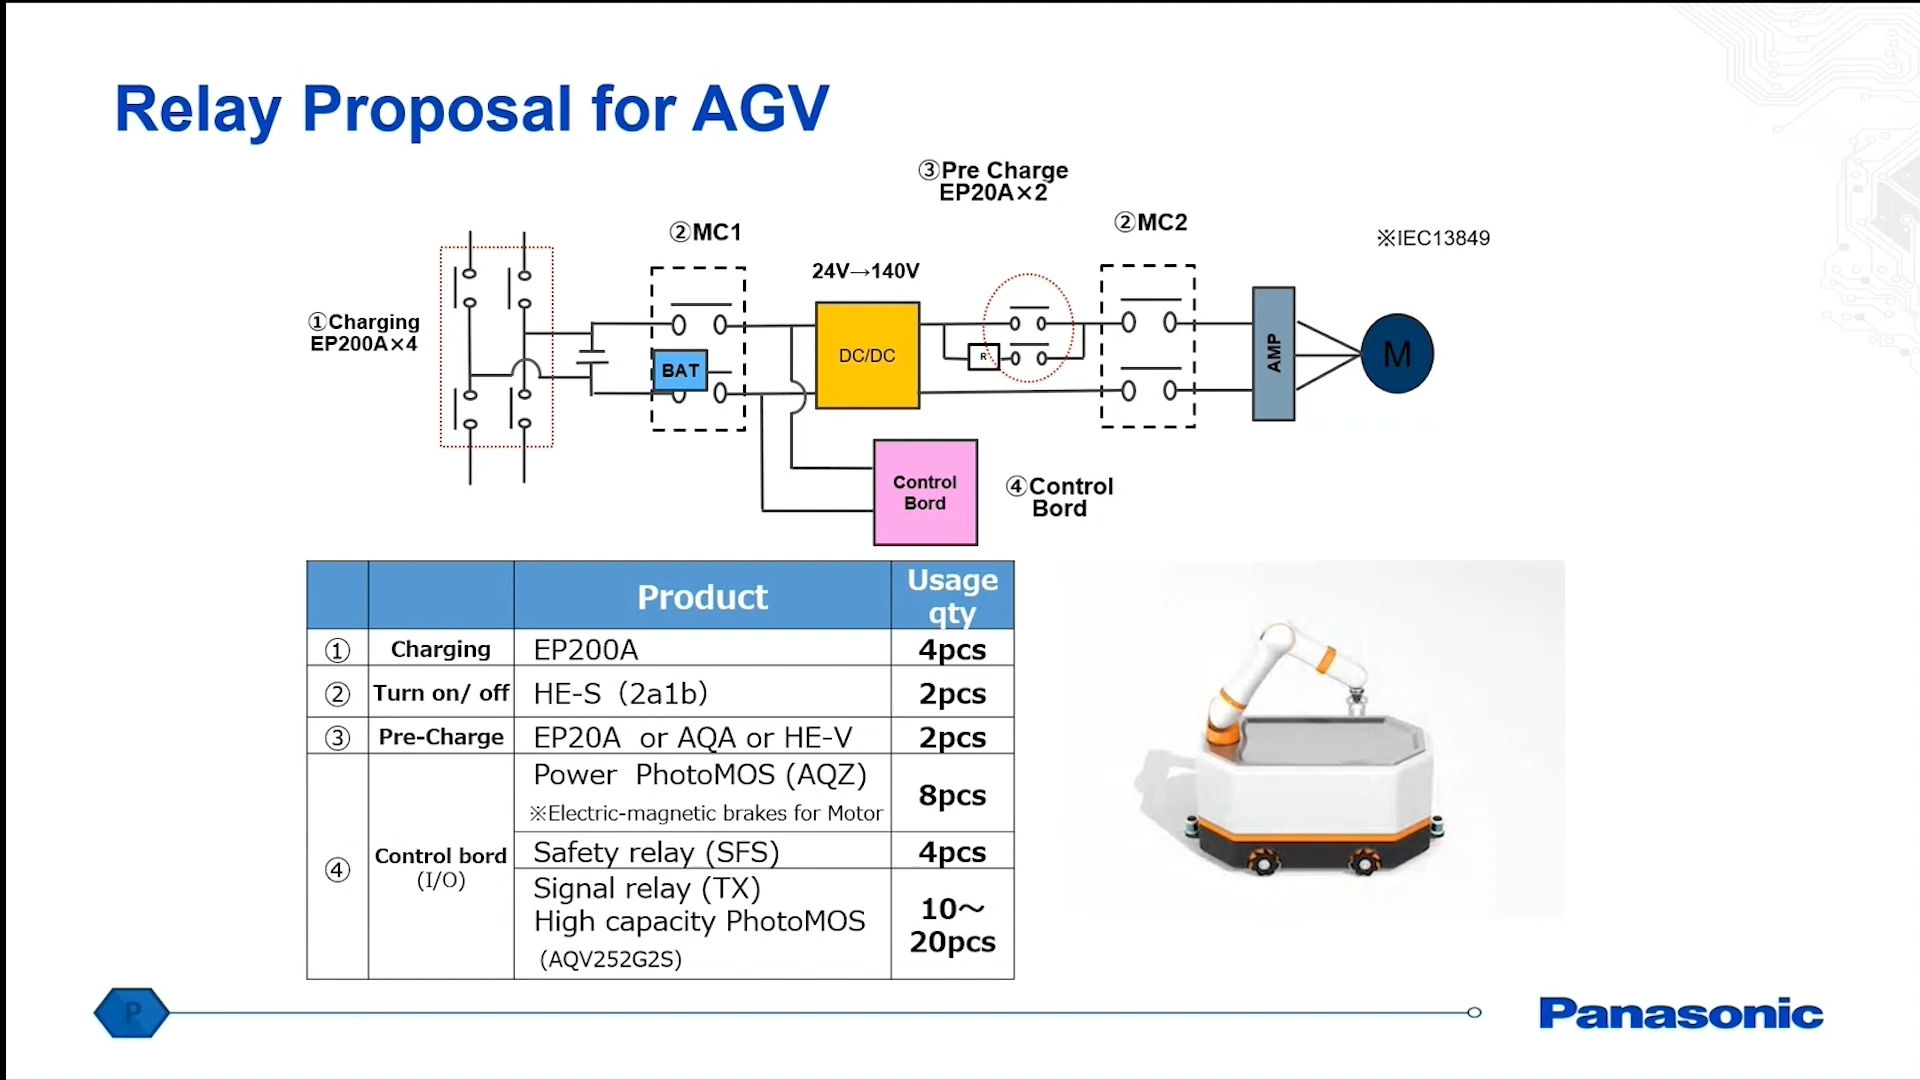 Relay Proposal for AGV
③Pre Charge
EP20A×2
②MC1
②MC2
※IEC13849
24V→140V
①Charging
EP200A×4
BAT
DC/DC
R
AMP
M
Control
Bord
④Control
Bord
Product
Usage
qty
① Charging EP200A 4pcs
② Turn on/ off HE-S（2a1b） 2pcs
③ Pre-Charge EP20A or AQA or HE-V 2pcs
④ Control bord
(I/O)
Power PhotoMOS (AQZ)
※Electric-magnetic brakes for Motor
8pcs
Safety relay (SFS) 4pcs
Signal relay (TX)
High capacity PhotoMOS
(AQV252G2S)
10～
20pcs
P
Panasonic